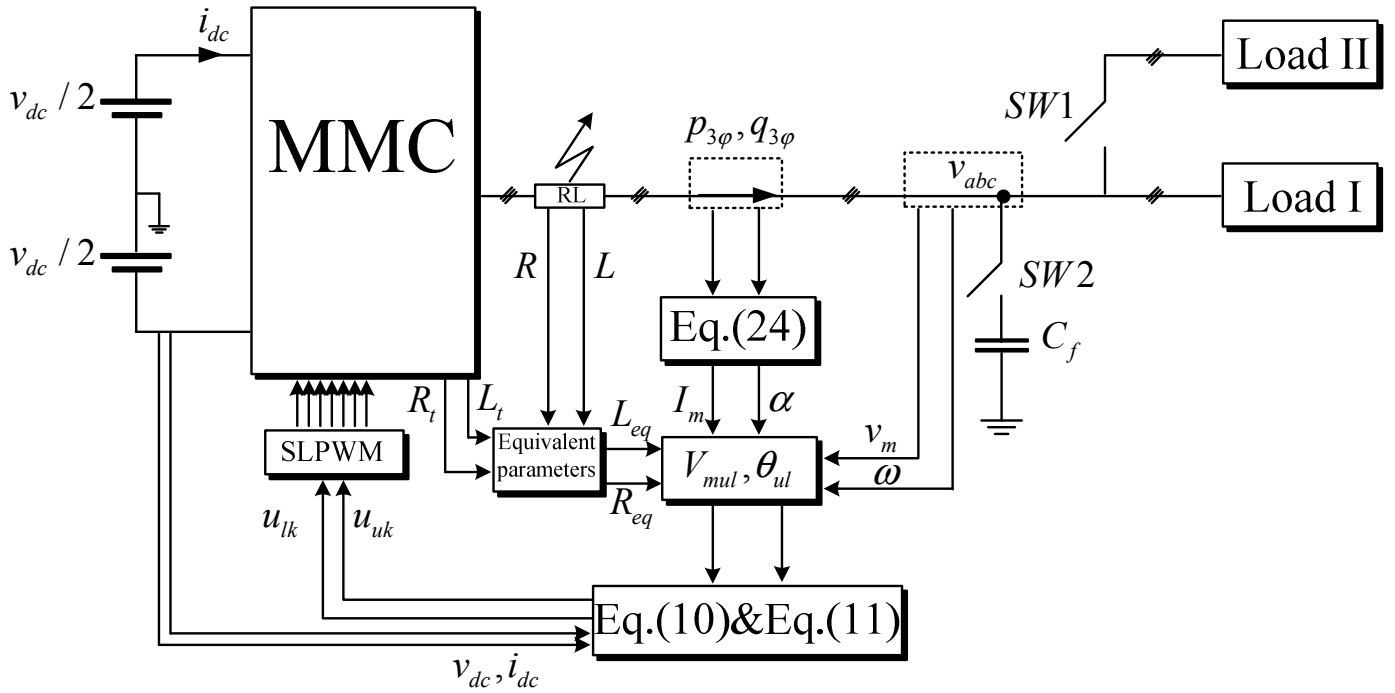 i_dc
Load II
v_dc / 2
MMC
SW1
p_3φ, q_3φ
v_abc
RL
Load I
v_dc / 2
R
L
SW2
Eq.(24)
C_f
R_t
L_t
I_m
α
L_eq
v_m
SLPWM
Equivalent
parameters
V_mul, θ_ul
ω
R_eq
u_lk
u_uk
Eq.(10)&Eq.(11)
v_dc, i_dc